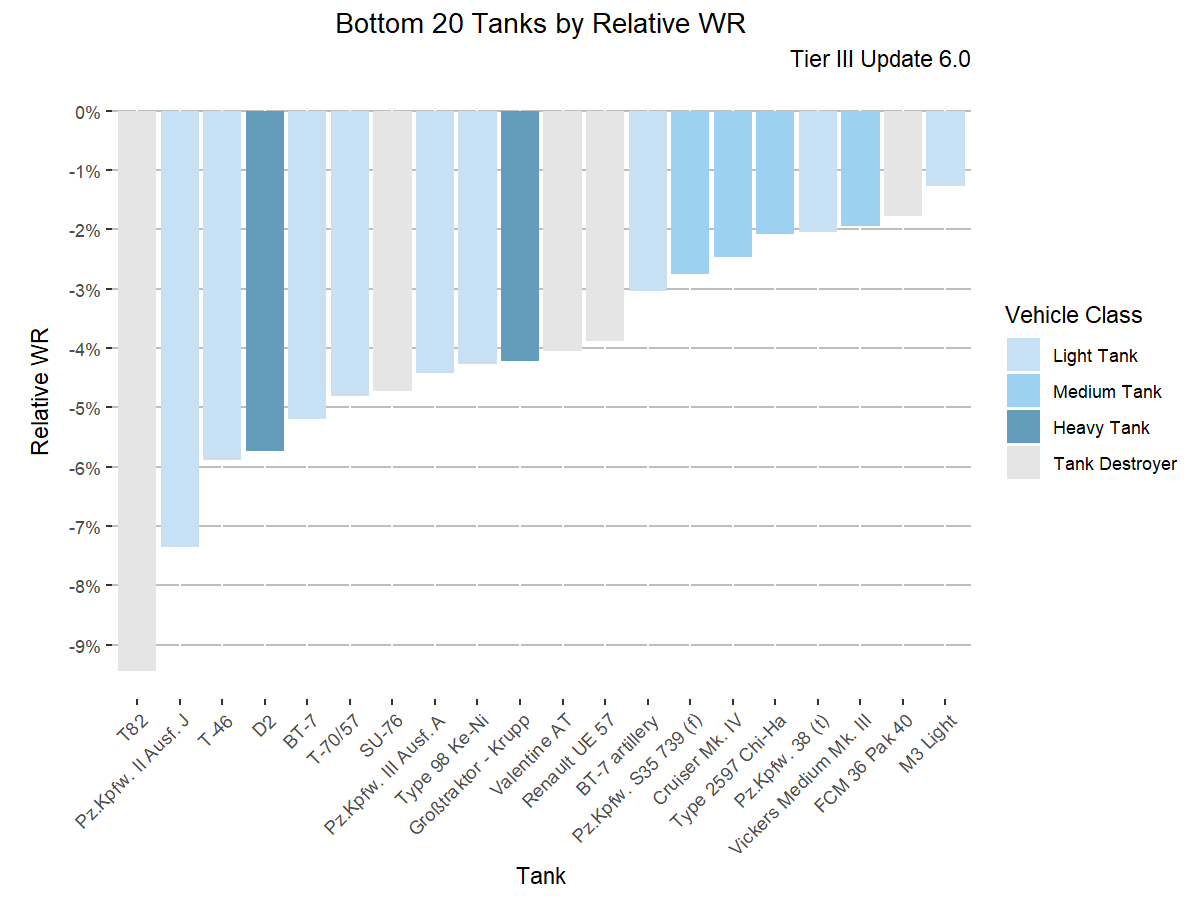 Bottom 20 Tanks by Relative WR
Tier III Update 6.0
0%
-1%
-2%
-3%
-4%
-5%
-6%
-7%
-8%
-9%
Relative WR
T82
Pz.Kpfw. II Ausf. J
T-46
D2
BT-7
T-70/57
SU-76
Pz.Kpfw. III Ausf. A
Type 98 Ke-Ni
Großtraktor - Krupp
Valentine AT
Renault UE 57
BT-7 artillery
Pz.Kpfw. S35 739 (f)
Cruiser Mk. IV
Type 2597 Chi-Ha
Pz.Kpfw. 38 (t)
Vickers Medium Mk. III
FCM 36 Pak 40
M3 Light
Tank
Vehicle Class
Light Tank
Medium Tank
Heavy Tank
Tank Destroyer